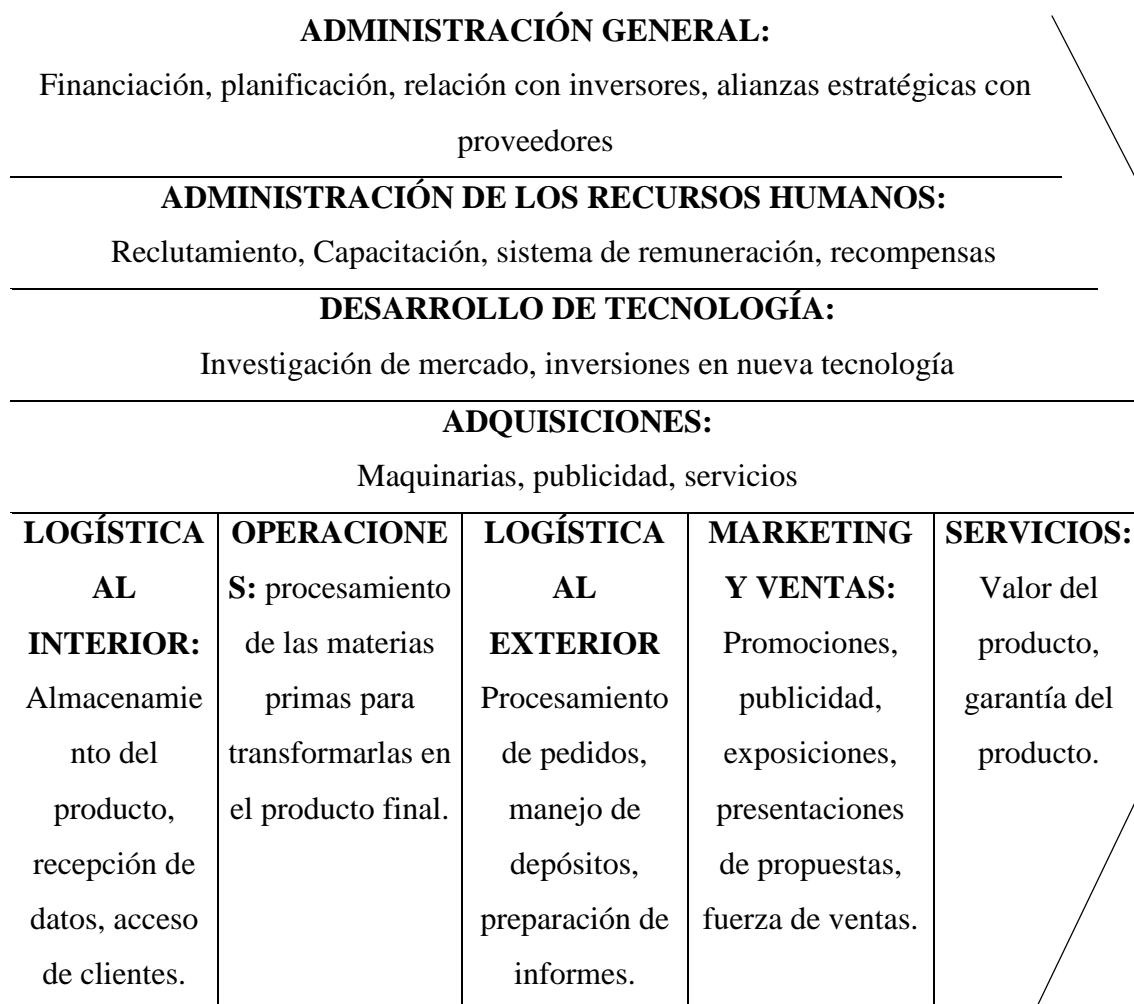 ADMINISTRACIÓN GENERAL:
Financiación, planificación, relación con inversores, alianzas estratégicas con
proveedores
ADMINISTRACIÓN DE LOS RECURSOS HUMANOS:
Reclutamiento, Capacitación, sistema de remuneración, recompensas
DESARROLLO DE TECNOLOGÍA:
Investigación de mercado, inversiones en nueva tecnología
ADQUISICIONES:
Maquinarias, publicidad, servicios
LOGÍSTICA
AL
INTERIOR:
Almacenamie
nto del
producto,
recepción de
datos, acceso
de clientes.
OPERACIONE
S: procesamiento
de las materias
primas para
transformarlas en
el producto final.
LOGÍSTICA
AL
EXTERIOR
Procesamiento
de pedidos,
manejo de
depósitos,
preparación de
informes.
MARKETING
Y VENTAS:
Promociones,
publicidad,
exposiciones,
presentaciones
de propuestas,
fuerza de ventas.
SERVICIOS:
Valor del
producto,
garantía del
producto.